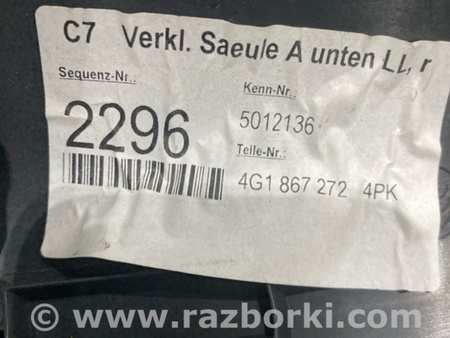 C7 Verkl. Saeule A unten LL, r
Sequenz-Nr.:
Kenn-Nr.:
2296
5012136
Teile-Nr.:
4G1 867 272 4PK
© www.razborki.com